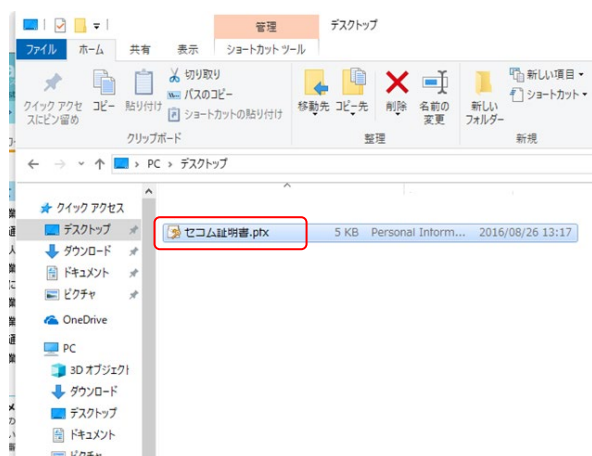 管理 デスクトップ
ファイル ホーム 共有 表示 ショートカット ツール
切り取り
パスのコピー
ショートカットの貼り付け
クイック アクセスにピン留め
コピー
貼り付け
移動先
コピー先
削除
名前の変更
新しいフォルダー
新しい項目
ショートカット
クリップボード 整理 新規
PC デスクトップ
クイック アクセス
デスクトップ
セコム証明書.pfx 5 KB Personal Inform... 2016/08/26 13:17
ダウンロード
ドキュメント
ピクチャ
OneDrive
PC
3D オブジェクト
ダウンロード
デスクトップ
ドキュメント
ピクチャ